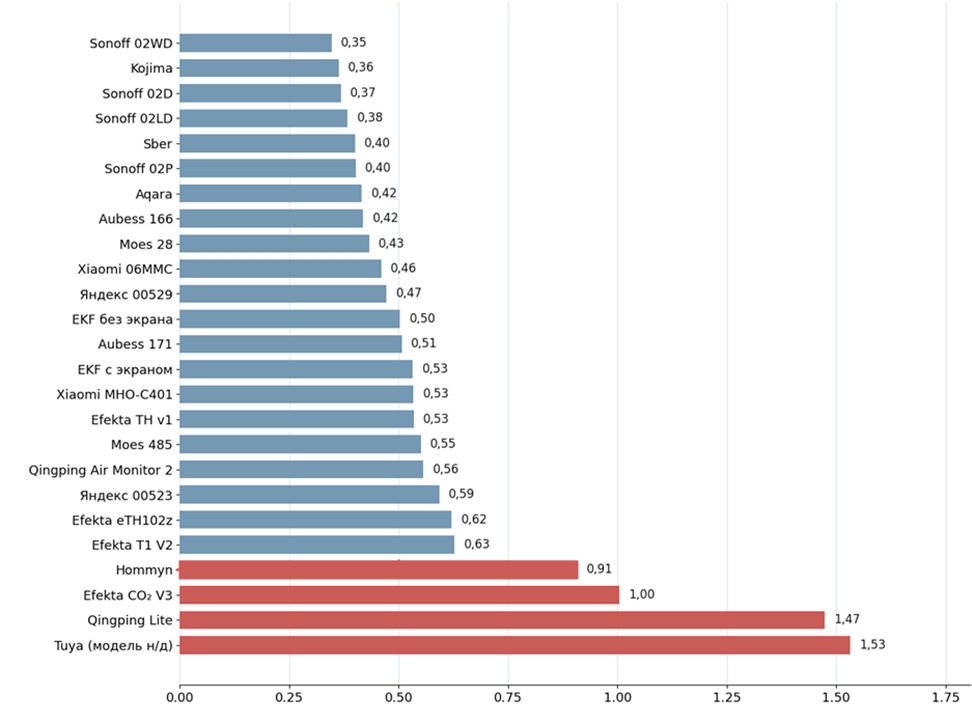 Sonoff 02WD 0,35
Kojima 0,36
Sonoff 02D 0,37
Sonoff 02LD 0,38
Sber 0,40
Sonoff 02P 0,40
Aqara 0,42
Aubess 166 0,42
Moes 28 0,43
Xiaomi 06MMC 0,46
Яндекс 00529 0,47
EKF без экрана 0,50
Aubess 171 0,51
EKF с экраном 0,53
Xiaomi MHO-C401 0,53
Efekta TH v1 0,53
Moes 485 0,55
Qingping Air Monitor 2 0,56
Яндекс 00523 0,59
Efekta eTH102z 0,62
Efekta T1 V2 0,63
Hommyn 0,91
Efekta CO₂ V3 1,00
Qingping Lite 1,47
Tuya (модель н/д) 1,53
0.00 0.25 0.50 0.75 1.00 1.25 1.50 1.75